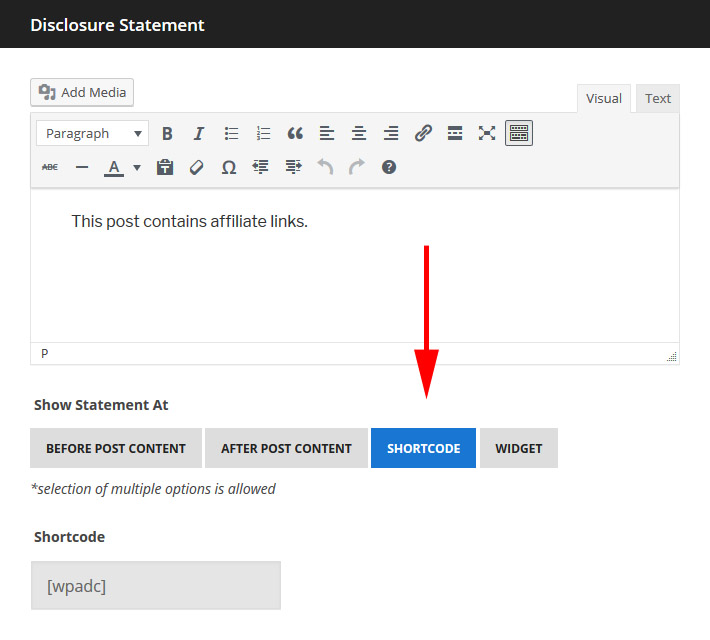 Disclosure Statement
Add Media
Visual Text
Paragraph B I
ABC A T Ω ?
This post contains affiliate links.
P
Show Statement At
BEFORE POST CONTENT AFTER POST CONTENT SHORTCODE WIDGET
*selection of multiple options is allowed
Shortcode
[wpadc]